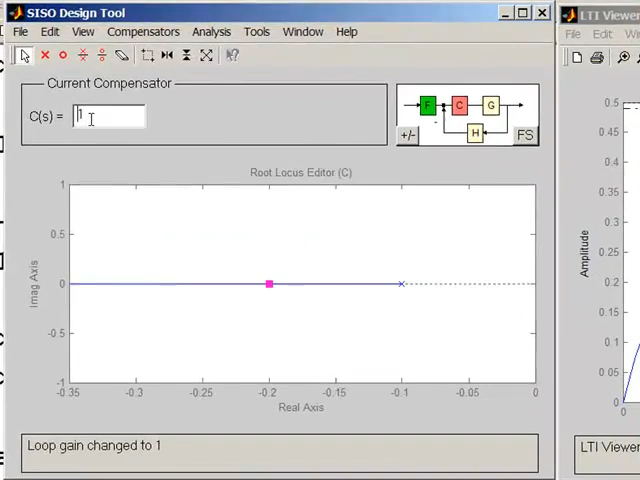 SISO Design Tool
File Edit View Compensators Analysis Tools Window Help
Current Compensator
C(s) = 1
F C G
H
+/- FS
Root Locus Editor (C)
1
0.5
0
-0.5
-1
Imag Axis
-0.35 -0.3 -0.25 -0.2 -0.15 -0.1 -0.05 0
Real Axis
Loop gain changed to 1
LTI Viewer
File Edit
0.5
0.45
0.4
0.35
0.3
0.25
0.2
0.15
0.1
0.05
0
Amplitude
0
LTI Viewer